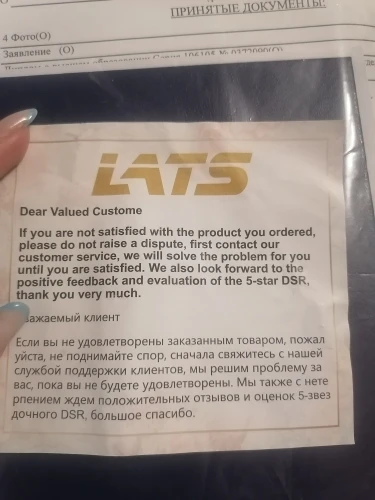 ПРИНЯТЫЕ ДОКУМЕНТЫ:
4 Фото(О)
Заявление (О)
LATS
Dear Valued Custome
If you are not satisfied with the product you ordered,
please do not raise a dispute, first contact our
customer service, we will solve the problem for you
until you are satisfied. We also look forward to the
positive feedback and evaluation of the 5-star DSR,
thank you very much.
важаемый клиент
Если вы не удовлетворены заказанным товаром, пожал
уйста, не поднимайте спор, сначала свяжитесь с нашей
службой поддержки клиентов, мы решим проблему за
вас, пока вы не будете удовлетворены. Мы также с нете
рпением ждем положительных отзывов и оценок 5-звез
дочного DSR, большое спасибо.